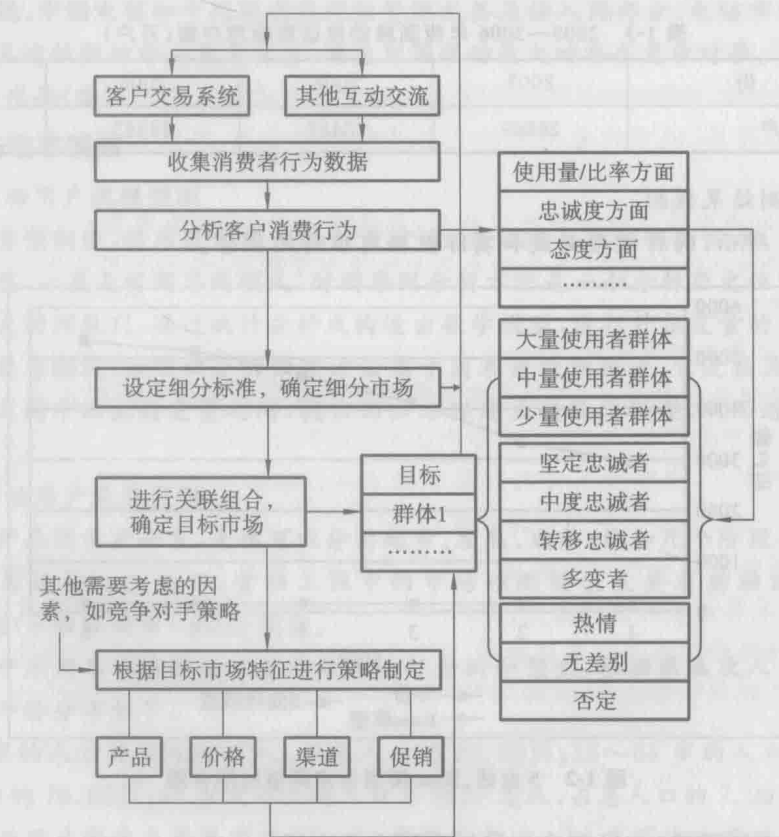 客户交易系统
其他互动交流
收集消费者行为数据
分析客户消费行为
使用量/比率方面
忠诚度方面
态度方面
………
设定细分标准，确定细分市场
大量使用者群体
中量使用者群体
少量使用者群体
进行关联组合，
确定目标市场
目标
群体1
………
坚定忠诚者
中度忠诚者
转移忠诚者
多变者
热情
无差别
否定
其他需要考虑的因
素，如竞争对手策略
根据目标市场特征进行策略制定
产品
价格
渠道
促销